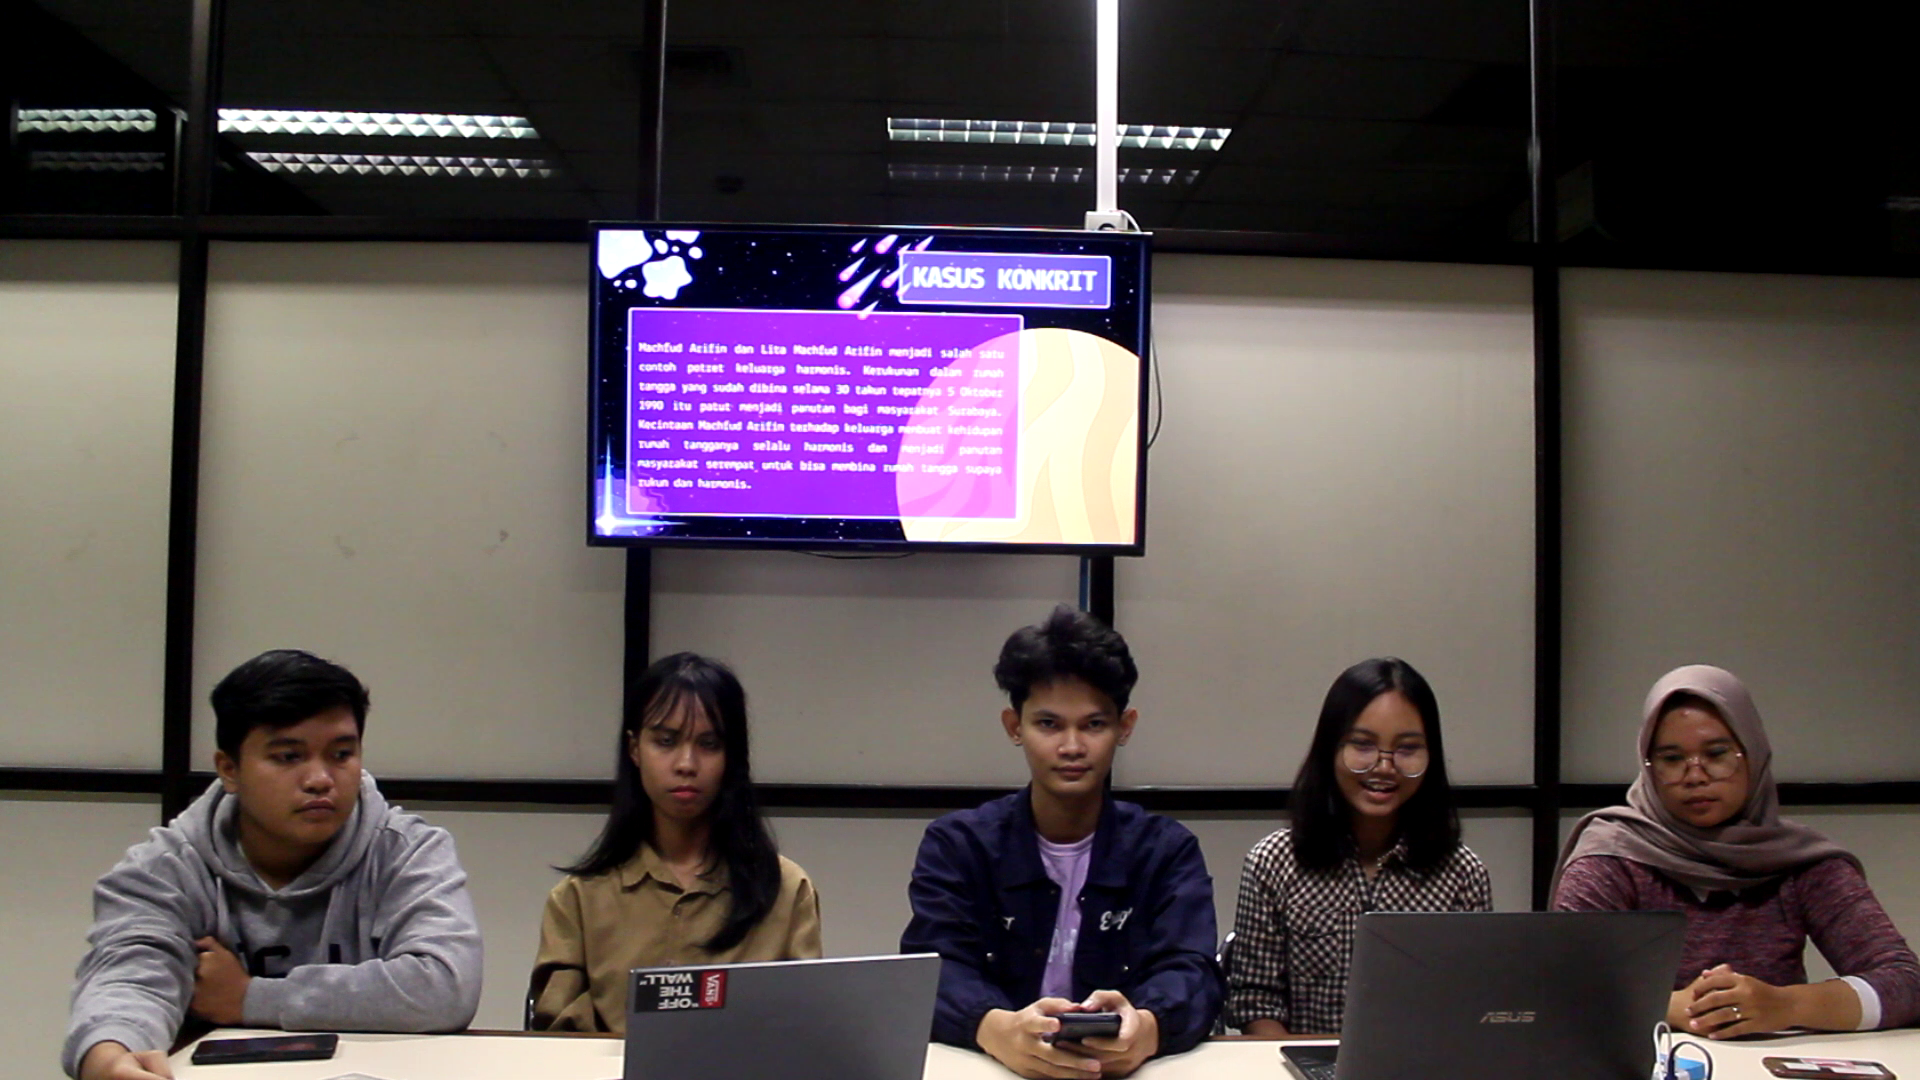 KASUS KONKRIT
Machfud Arifin dan Lita Machfud Arifin menjadi salah satu
contoh potret keluarga harmonis. Kerukunan dalam rumah
tangga yang sudah dibina selama 30 takun tepatnya 5 Oktober
1990 itu patut menjadi panutan bagi masyarakat Surabaya.
Kecintaan Machfud Arifin terhadap keluarga membuat kehidupan
rumah tangganya selalu harmonis dan menjadi panutan
masyarakat serempat untuk bisa membina rumah tangga supaya
rukun dan harmonis.
VANS
"OFF
THE
WALL"
ASUS